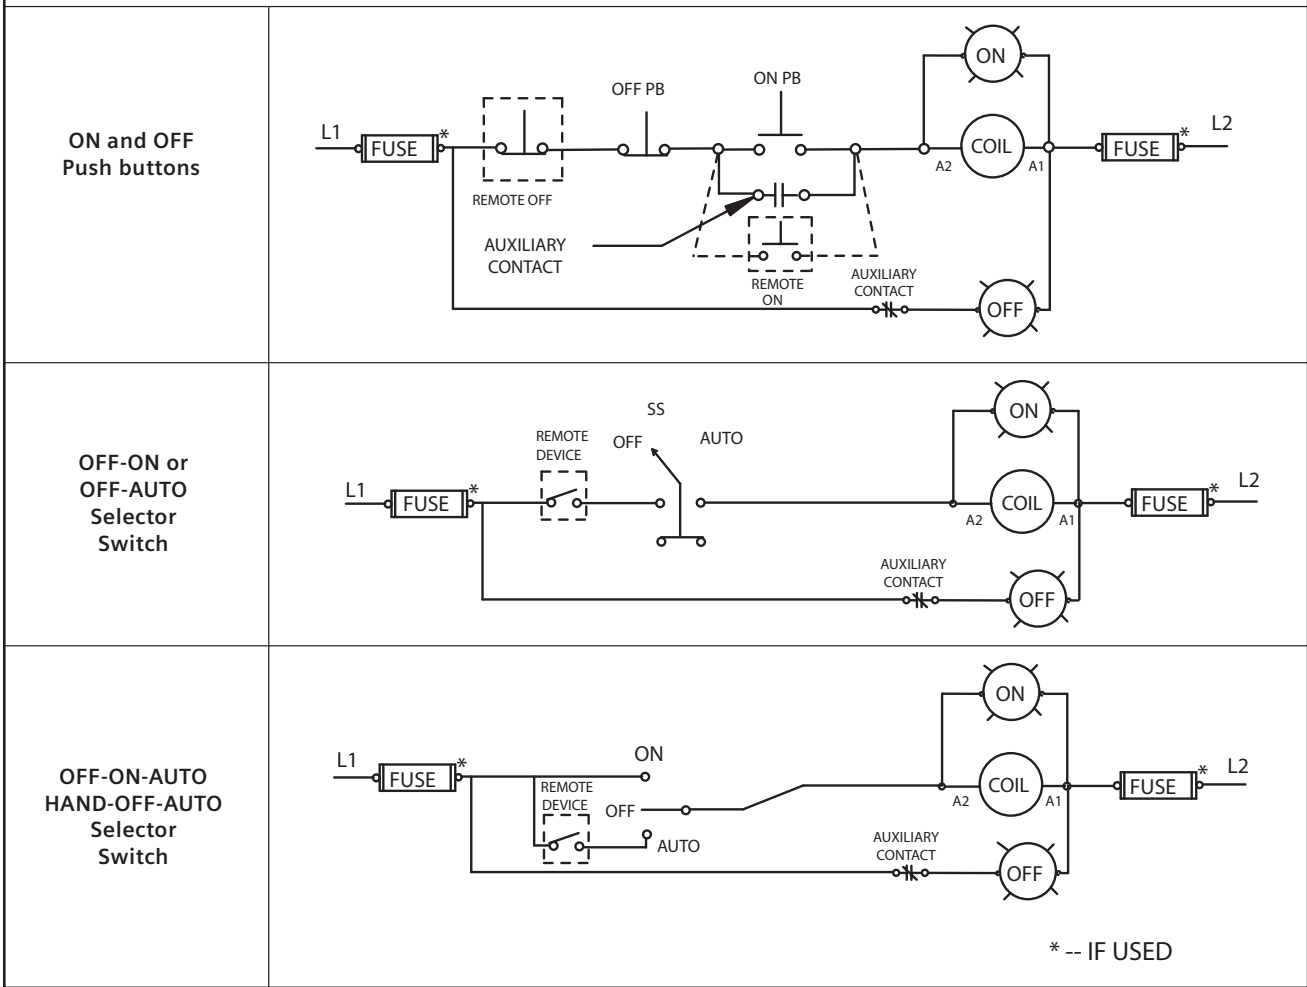 ON and OFF
Push buttons
ON
OFF PB
ON PB
L1
FUSE
*
COIL
A2
A1
FUSE
*
L2
REMOTE OFF
AUXILIARY
CONTACT
REMOTE
ON
AUXILIARY
CONTACT
OFF
OFF-ON or
OFF-AUTO
Selector
Switch
ON
SS
REMOTE
DEVICE
OFF
AUTO
L1
FUSE
*
COIL
A2
A1
FUSE
*
L2
AUXILIARY
CONTACT
OFF
OFF-ON-AUTO
HAND-OFF-AUTO
Selector
Switch
ON
L1
FUSE
*
ON
REMOTE
DEVICE
OFF
AUTO
COIL
A2
A1
FUSE
*
L2
AUXILIARY
CONTACT
OFF
* -- IF USED